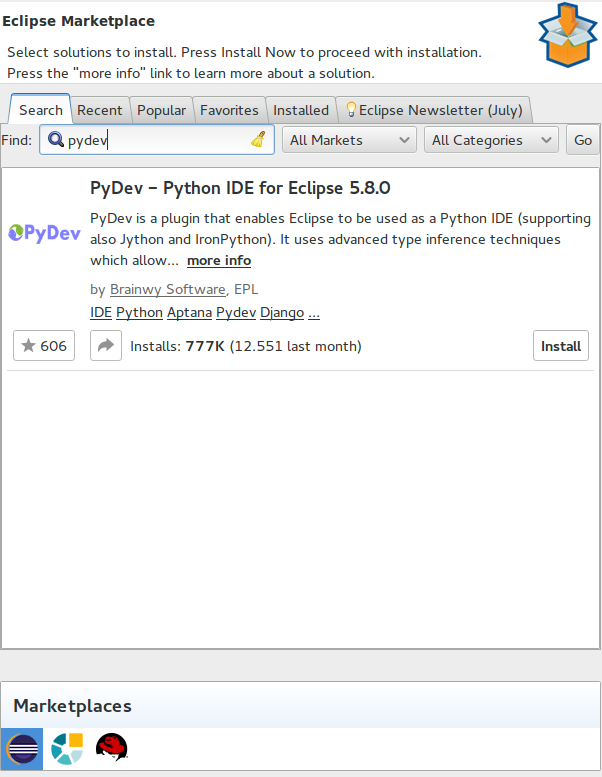 Eclipse Marketplace
Select solutions to install. Press Install Now to proceed with installation.
Press the "more info" link to learn more about a solution.
Search Recent Popular Favorites Installed Eclipse Newsletter (July)
Find: pydev All Markets All Categories Go
PyDev – Python IDE for Eclipse 5.8.0
PyDev
PyDev is a plugin that enables Eclipse to be used as a Python IDE (supporting
also Jython and IronPython). It uses advanced type inference techniques
which allow... more info
by Brainwy Software, EPL
IDE Python Aptana Pydev Django ...
606 Installs: 777K (12.551 last month) Install
Marketplaces